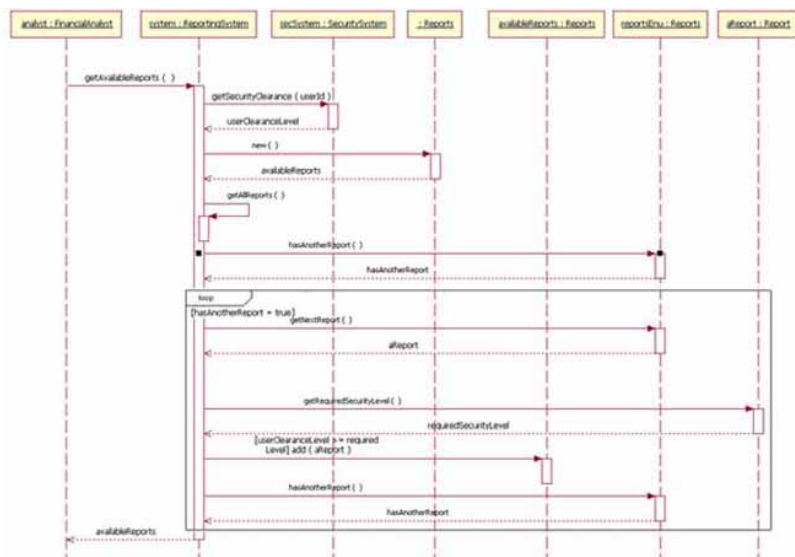 analyst : FinancialAnalyst
system : ReportingSystem
secSystem : SecuritySystem
: Reports
availableReports : Reports
reportsEnu : Reports
aReport : Report
getAvailableReports ( )
getSecurityClearance ( userId )
userClearanceLevel
new ( )
availableReports
getAllReports ( )
hasAnotherReport ( )
hasAnotherReport
loop
[hasAnotherReport = true]
getNextReport ( )
aReport
getRequiredSecurityLevel ( )
requiredSecurityLevel
[userClearanceLevel > = required
Level] add ( aReport )
hasAnotherReport ( )
hasAnotherReport
availableReports